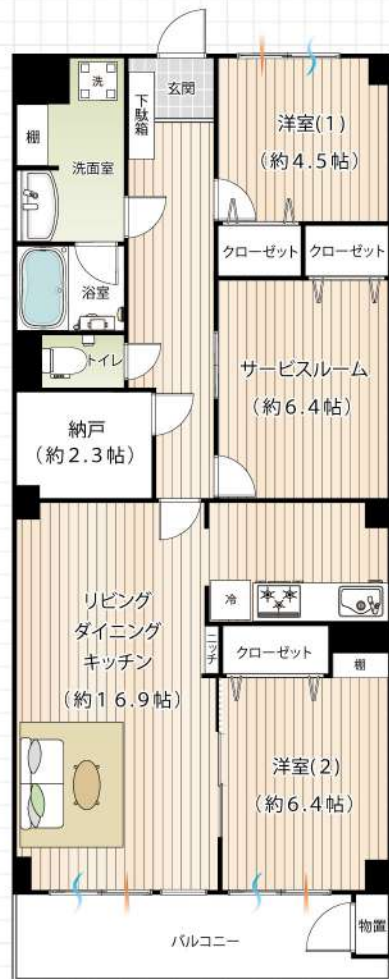 洗
玄関
下駄箱
棚
洗面室
洋室(1)
(約4.5帖)
クローゼット
クローゼット
浴室
トイレ
サービスルーム
(約6.4帖)
納戸
(約2.3帖)
冷
リビング
ダイニング
キッチン
(約16.9帖)
ニッチ
クローゼット
棚
洋室(2)
(約6.4帖)
バルコニー
物置